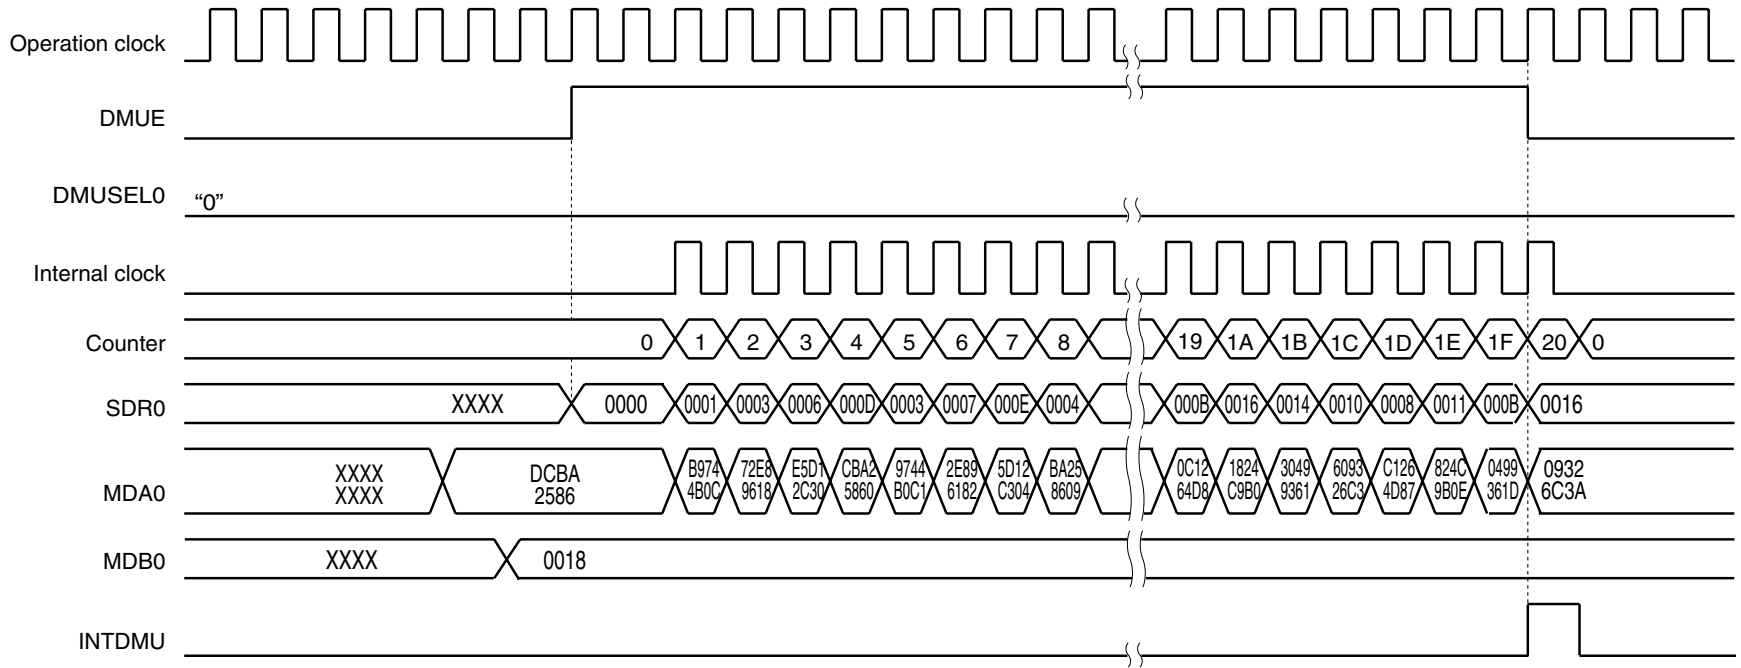 Operation clock
DMUE
DMUSEL0 “0”
Internal clock
Counter 0 1 2 3 4 5 6 7 8 19 1A 1B 1C 1D 1E 1F 20 0
SDR0 XXXX 0000 0001 0003 0006 000D 0003 0007 000E 0004 000B 0016 0014 0010 0008 0011 000B 0016
XXXX DCBA B974 72E8 E5D1 CBA2 9744 2E89 5D12 BA25 0C12 1824 3049 6093 C126 824C 0499 0932
MDA0 XXXX 2586 4B0C 9618 2C30 5860 B0C1 6182 C304 8609 64D8 C9B0 9361 26C3 4D87 9B0E 361D 6C3A
MDB0 XXXX 0018
INTDMU